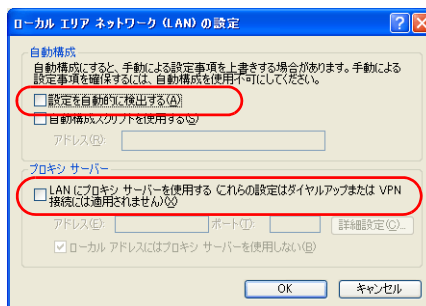 ローカル エリア ネットワーク (LAN) の設定
自動構成
自動構成にすると、手動による設定事項を上書きする場合があります。手動による
設定事項を確保するには、自動構成を使用不可にしてください。
設定を自動的に検出する(A)
自動構成スクリプトを使用する(S)
アドレス(R):
プロキシ サーバー
LAN にプロキシ サーバーを使用する (これらの設定はダイヤルアップまたは VPN
接続には適用されません)(X)
アドレス(E): ポート(T): 詳細設定(C)...
ローカル アドレスにはプロキシ サーバーを使用しない(B)
OK キャンセル